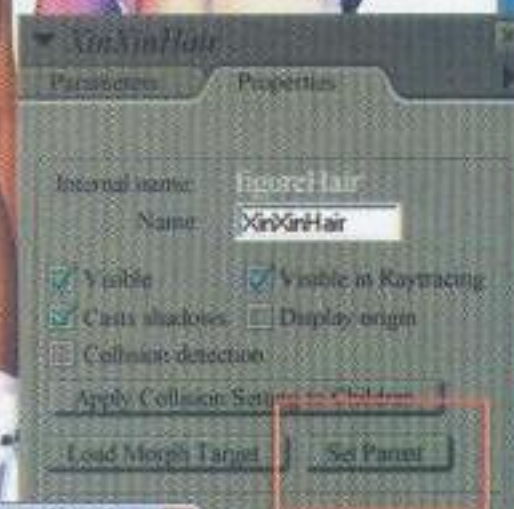 XinXinHair
Parameters Properties
Internal name: figureHair
Name: XinXinHair
Visible Visible in Raytracing
Casts shadows Display origin
Collision detection
Apply Collision Setting to Children
Load Morph Target Set Parent